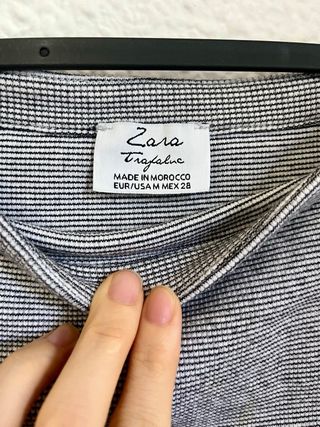 Zara
Trafaluc
MADE IN MOROCCO
EUR/USA M MEX 28